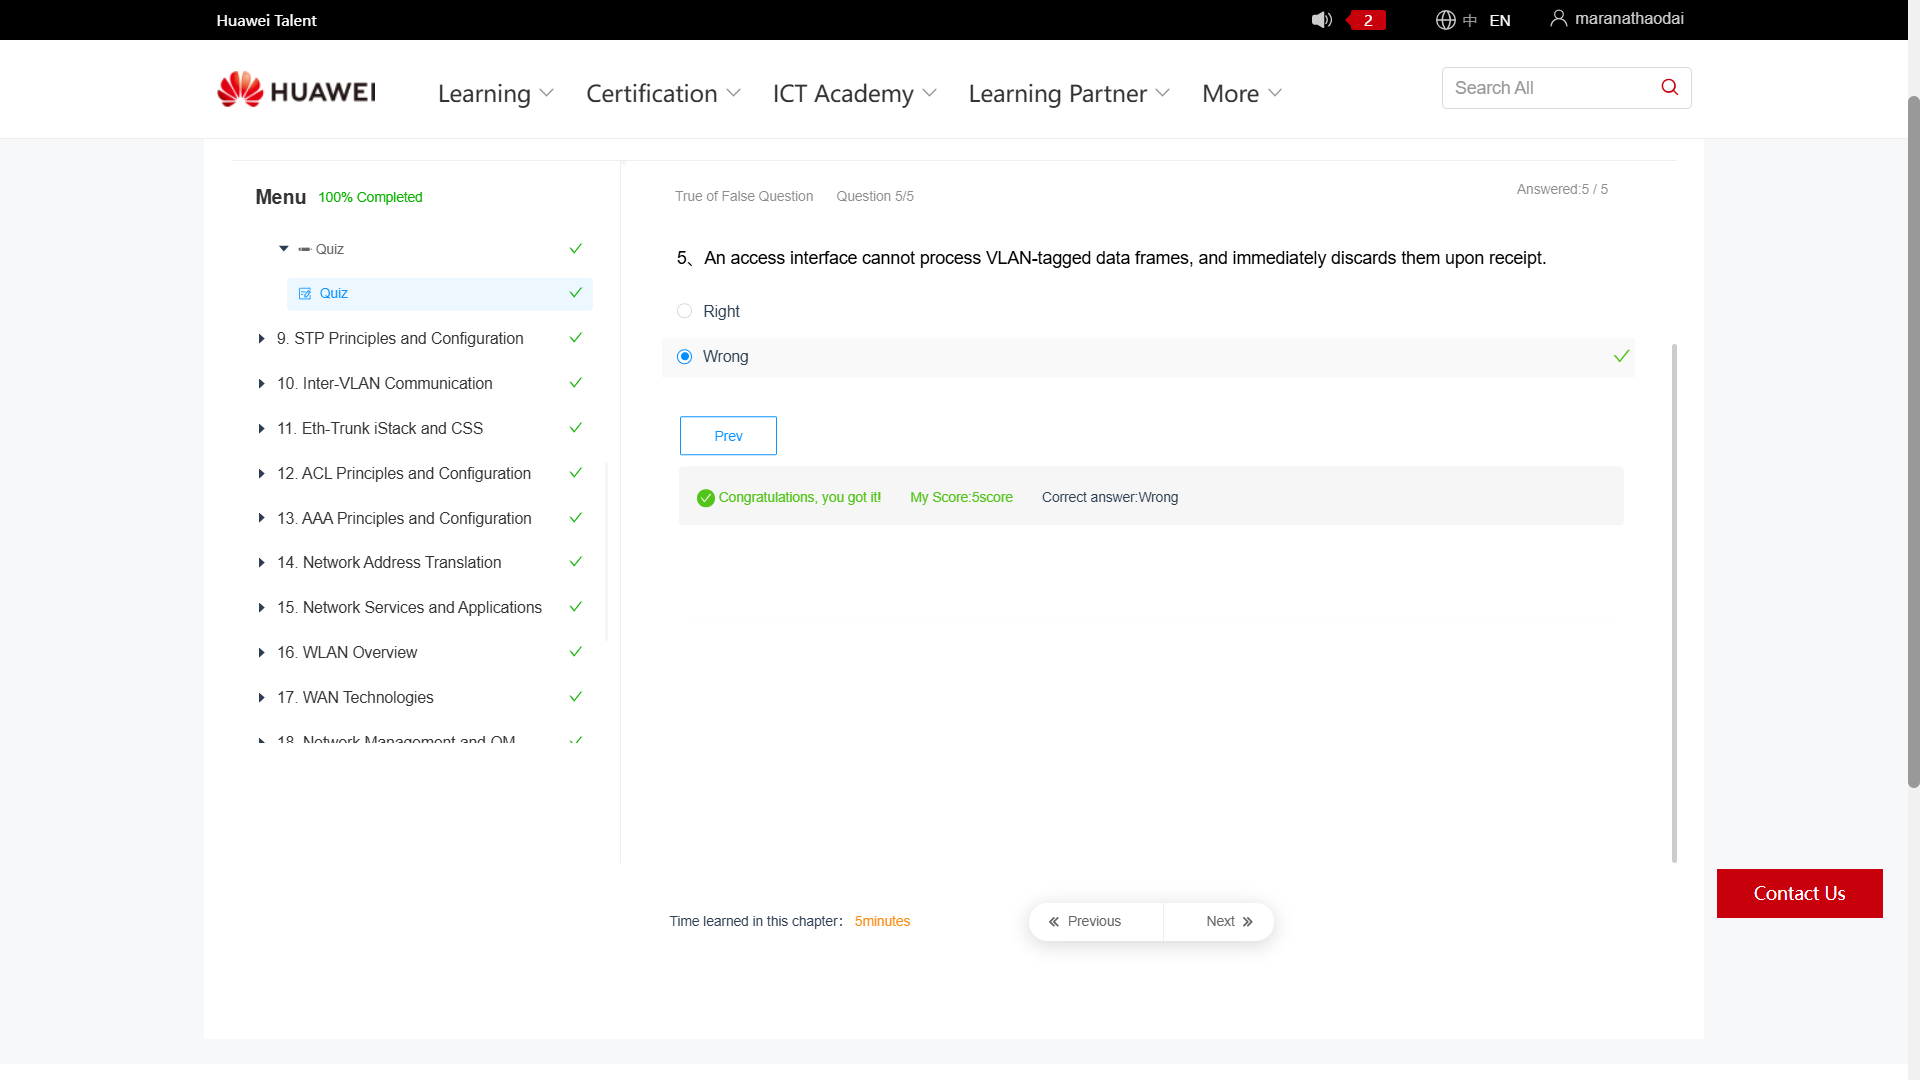 Huawei Talent
2
中 EN
maranathaodai
HUAWEI
Learning
Certification
ICT Academy
Learning Partner
More
Search All
Menu 100% Completed
Quiz
Quiz
9. STP Principles and Configuration
10. Inter-VLAN Communication
11. Eth-Trunk iStack and CSS
12. ACL Principles and Configuration
13. AAA Principles and Configuration
14. Network Address Translation
15. Network Services and Applications
16. WLAN Overview
17. WAN Technologies
18. Network Management and OM
True of False Question Question 5/5
Answered:5 / 5
5、An access interface cannot process VLAN-tagged data frames, and immediately discards them upon receipt.
Right
Wrong
Prev
Congratulations, you got it! My Score:5score Correct answer:Wrong
Time learned in this chapter： 5minutes
Previous
Next
Contact Us